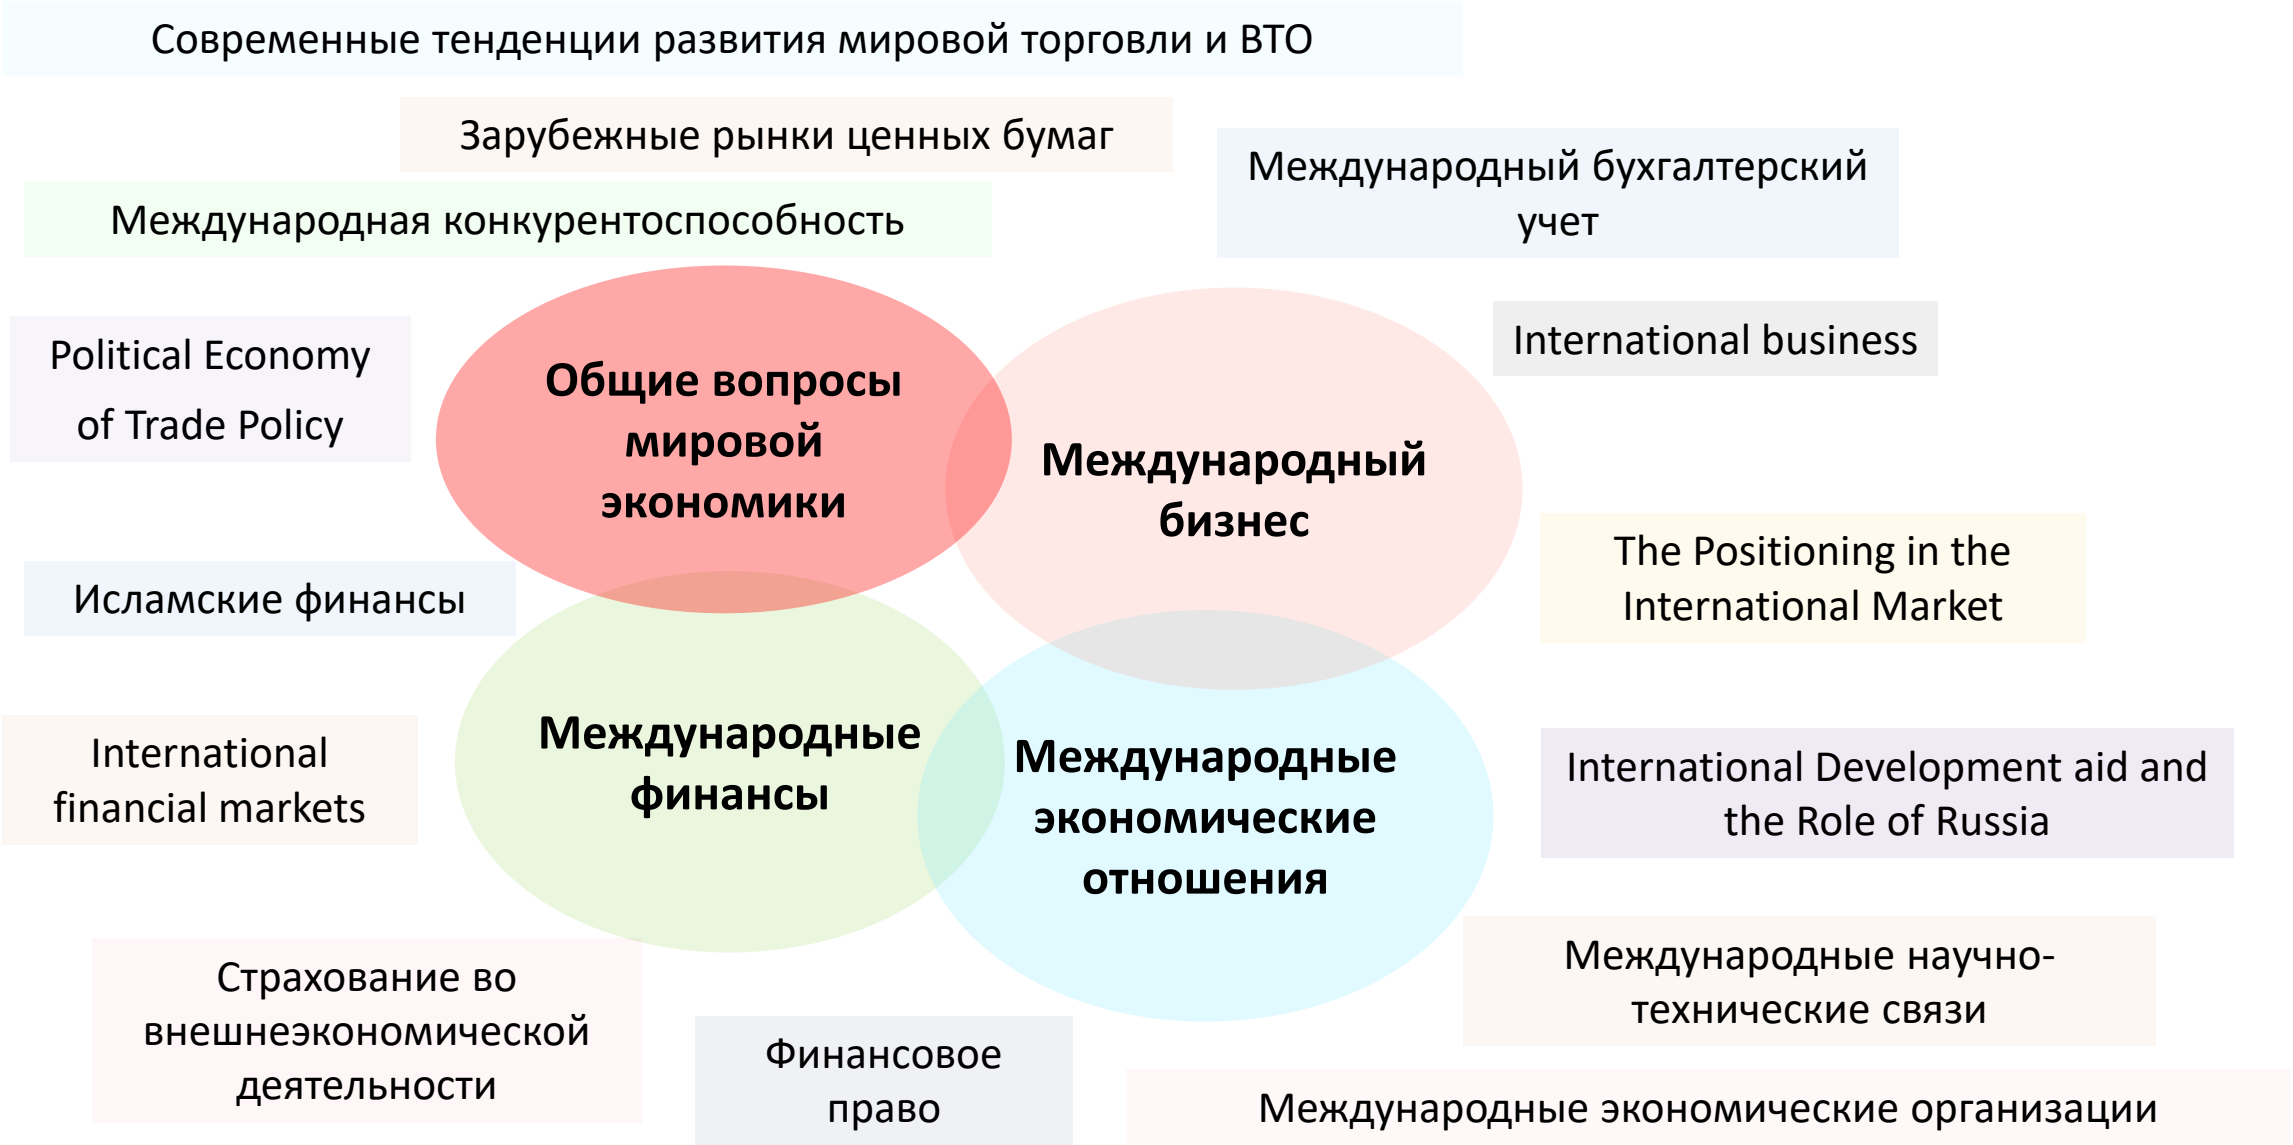 Современные тенденции развития мировой торговли и ВТО
Зарубежные рынки ценных бумаг
Международный бухгалтерский
учет
Международная конкурентоспособность
Political Economy
of Trade Policy
International business
Общие вопросы
мировой
экономики
Международный
бизнес
The Positioning in the
International Market
Исламские финансы
International
financial markets
Международные
финансы
Международные
экономические
отношения
International Development aid and
the Role of Russia
Международные научно-
технические связи
Страхование во
внешнеэкономической
деятельности
Финансовое
право
Международные экономические организации